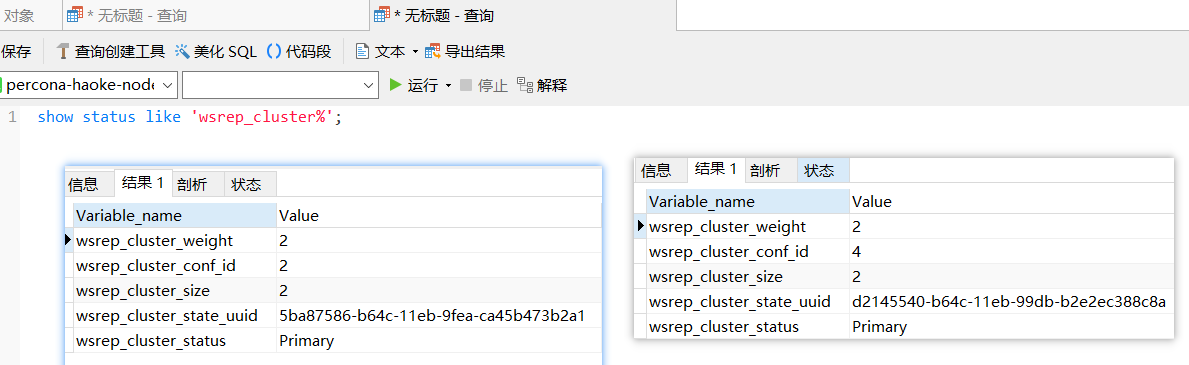 对象 * 无标题 - 查询 * 无标题 - 查询
保存 查询创建工具 美化 SQL () 代码段 文本 导出结果
percona-haoke-node 运行 停止 解释
1 show status like 'wsrep_cluster%';
信息 结果 1 剖析 状态
Variable_name Value
wsrep_cluster_weight 2
wsrep_cluster_conf_id 2
wsrep_cluster_size 2
wsrep_cluster_state_uuid 5ba87586-b64c-11eb-9fea-ca45b473b2a1
wsrep_cluster_status Primary
信息 结果 1 剖析 状态
Variable_name Value
wsrep_cluster_weight 2
wsrep_cluster_conf_id 4
wsrep_cluster_size 2
wsrep_cluster_state_uuid d2145540-b64c-11eb-99db-b2e2ec388c8a
wsrep_cluster_status Primary